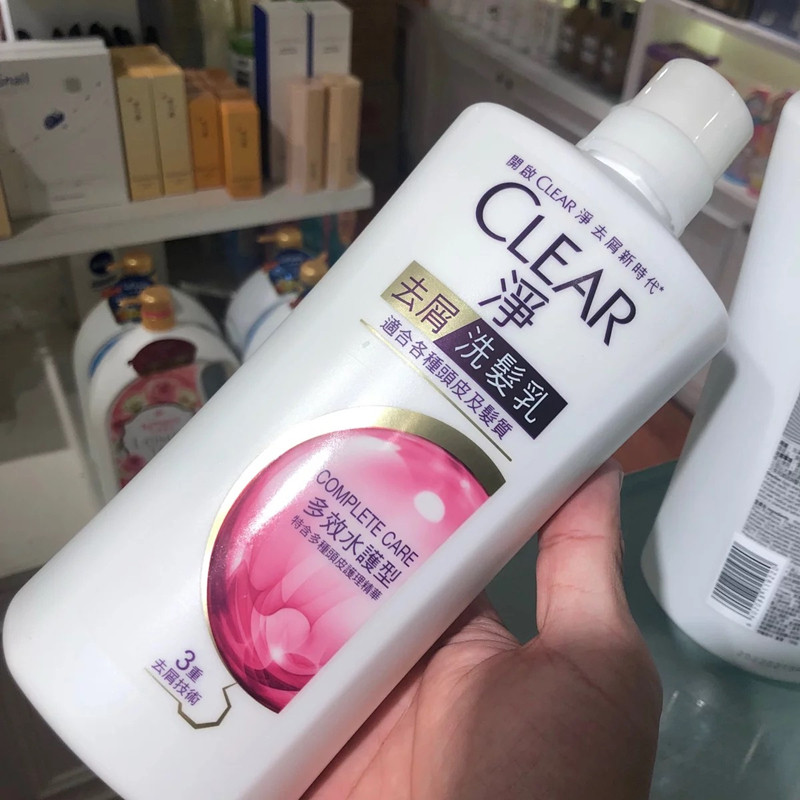 Snail
開啟 CLEAR 淨 去屑新時代*
CLEAR
淨
去屑 洗髮乳
適合各種頭皮及髮質
COMPLETE CARE
多效水護型
特含多種頭皮護理精華
3重
去屑技術